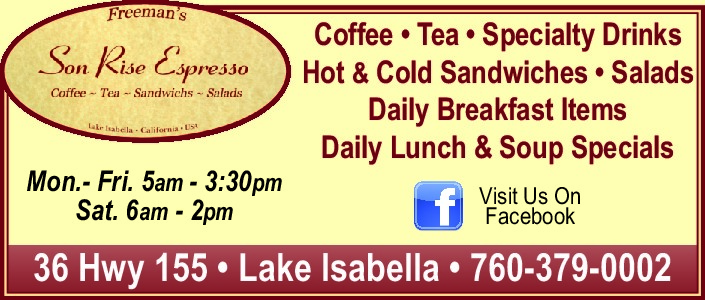 Freeman's
Son Rise Espresso
Coffee ~ Tea ~ Sandwichs ~ Salads
Lake Isabella - California • USA
Coffee • Tea • Specialty Drinks
Hot & Cold Sandwiches • Salads
Daily Breakfast Items
Daily Lunch & Soup Specials
Mon.- Fri. 5am - 3:30pm
Sat. 6am - 2pm
f
Visit Us On
Facebook
36 Hwy 155 • Lake Isabella • 760-379-0002